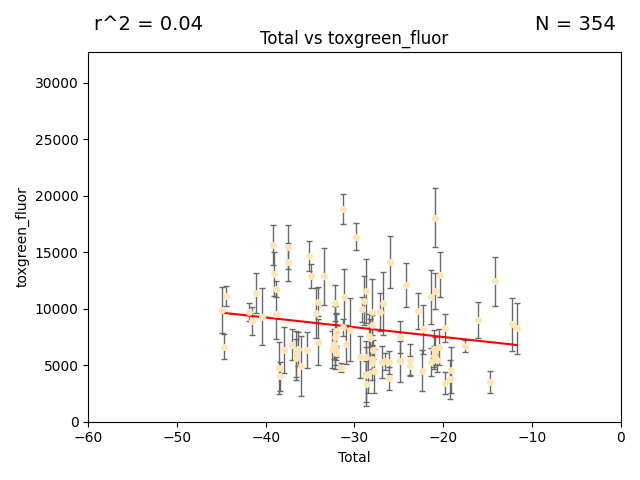 r^2 = 0.04
N = 354
Total vs toxgreen_fluor
30000
25000
20000
15000
10000
5000
0
toxgreen_fluor
−60
−50
−40
−30
−20
−10
0
Total